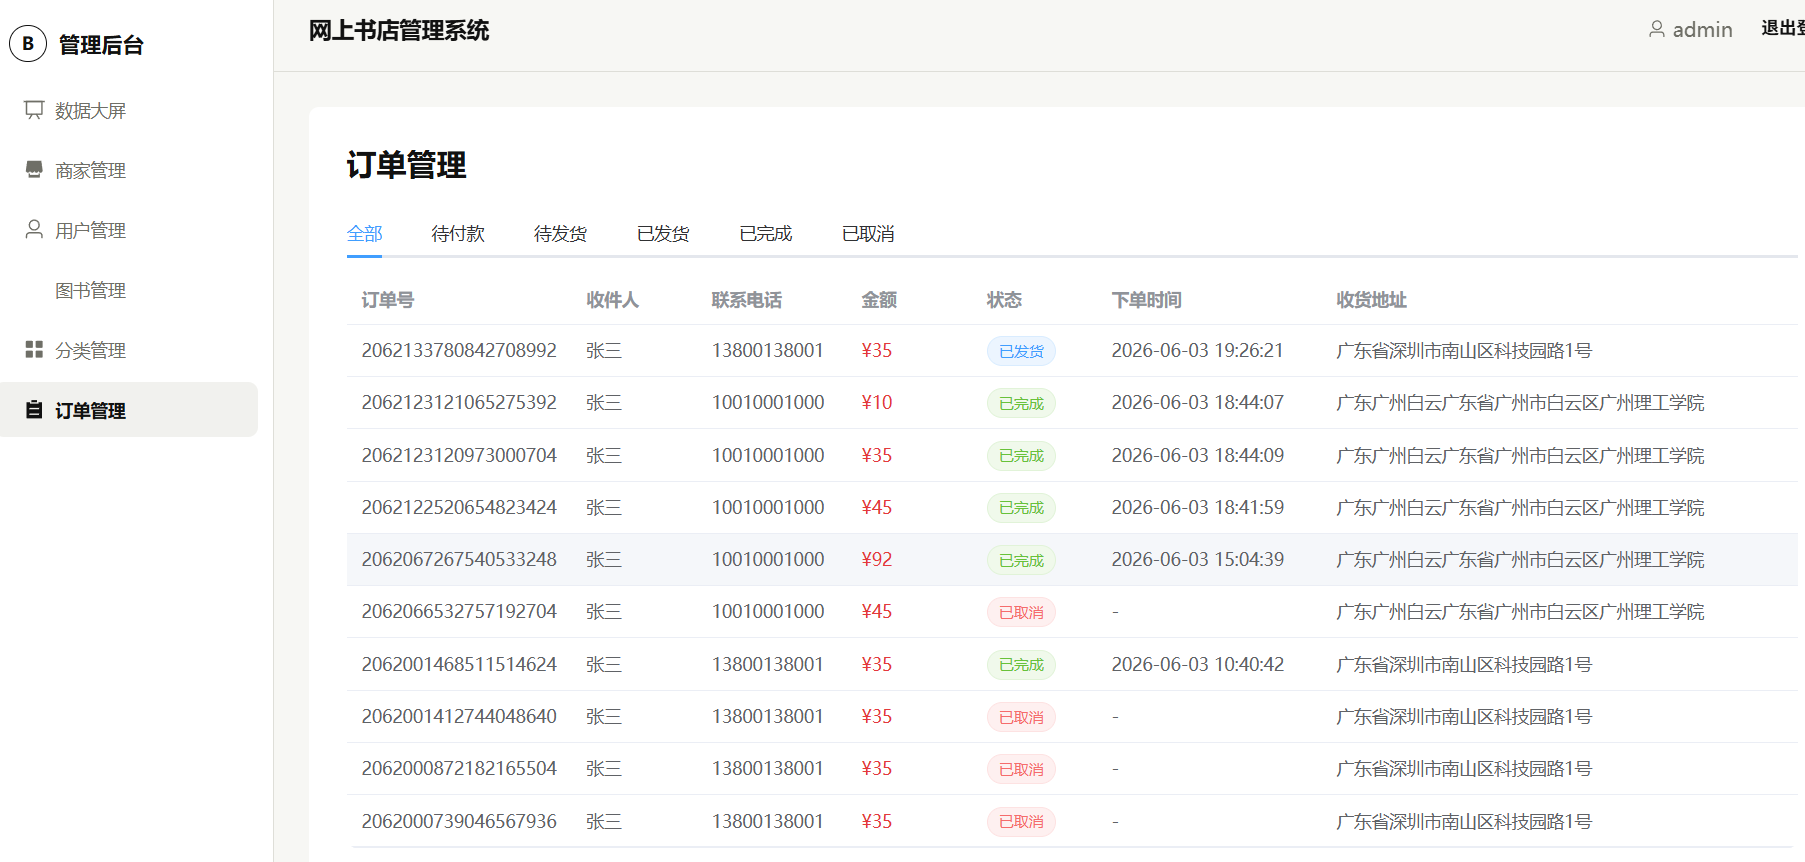 B 管理后台
网上书店管理系统
admin 退出登
数据大屏
商家管理
用户管理
图书管理
分类管理
订单管理
订单管理
全部 待付款 待发货 已发货 已完成 已取消
订单号 收件人 联系电话 金额 状态 下单时间 收货地址
2062133780842708992 张三 13800138001 ¥35 已发货 2026-06-03 19:26:21 广东省深圳市南山区科技园路1号
2062123121065275392 张三 10010001000 ¥10 已完成 2026-06-03 18:44:07 广东广州白云广东省广州市白云区广州理工学院
2062123120973000704 张三 10010001000 ¥35 已完成 2026-06-03 18:44:09 广东广州白云广东省广州市白云区广州理工学院
2062122520654823424 张三 10010001000 ¥45 已完成 2026-06-03 18:41:59 广东广州白云广东省广州市白云区广州理工学院
2062067267540533248 张三 10010001000 ¥92 已完成 2026-06-03 15:04:39 广东广州白云广东省广州市白云区广州理工学院
2062066532757192704 张三 10010001000 ¥45 已取消 - 广东广州白云广东省广州市白云区广州理工学院
2062001468511514624 张三 13800138001 ¥35 已完成 2026-06-03 10:40:42 广东省深圳市南山区科技园路1号
2062001412744048640 张三 13800138001 ¥35 已取消 - 广东省深圳市南山区科技园路1号
2062000872182165504 张三 13800138001 ¥35 已取消 - 广东省深圳市南山区科技园路1号
2062000739046567936 张三 13800138001 ¥35 已取消 - 广东省深圳市南山区科技园路1号